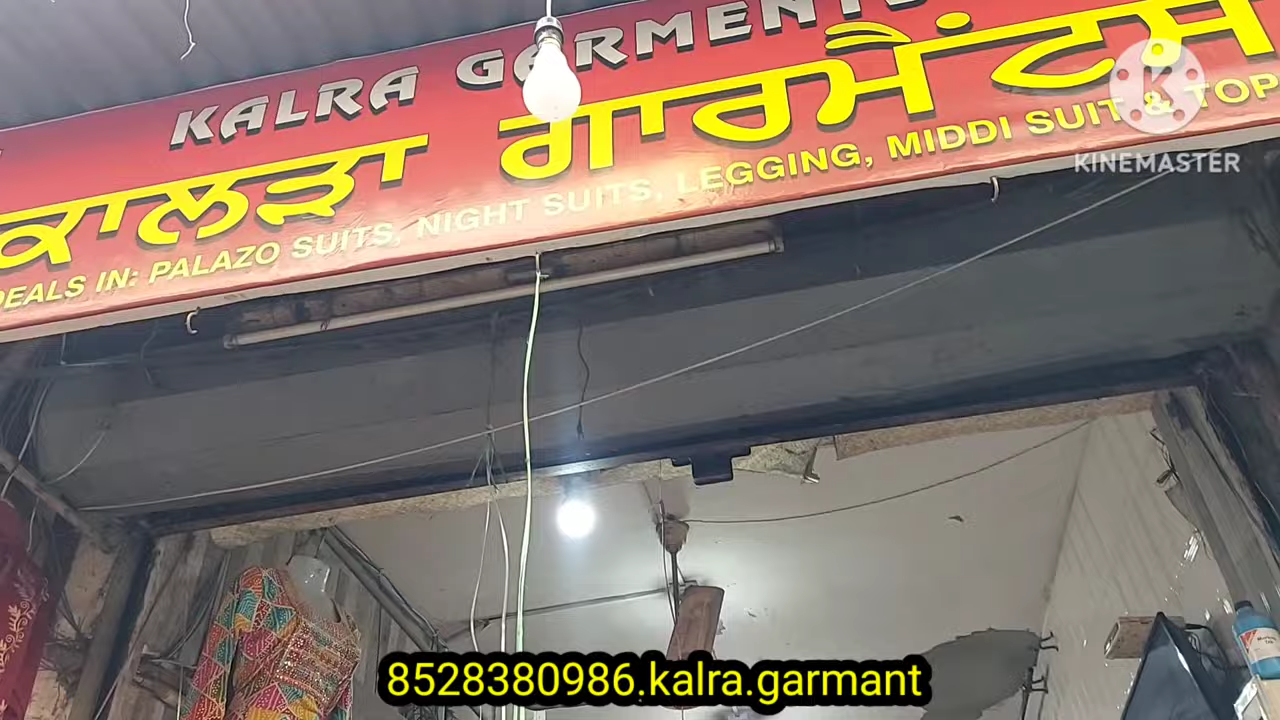 KALRA GARMENTS
ਕਾਲੜਾ ਗਾਰਮੈਂਟਸ
DEALS IN: PALAZO SUITS, NIGHT SUITS, LEGGING, MIDDI SUIT & TOP
KINEMASTER
8528380986.kalra.garmant